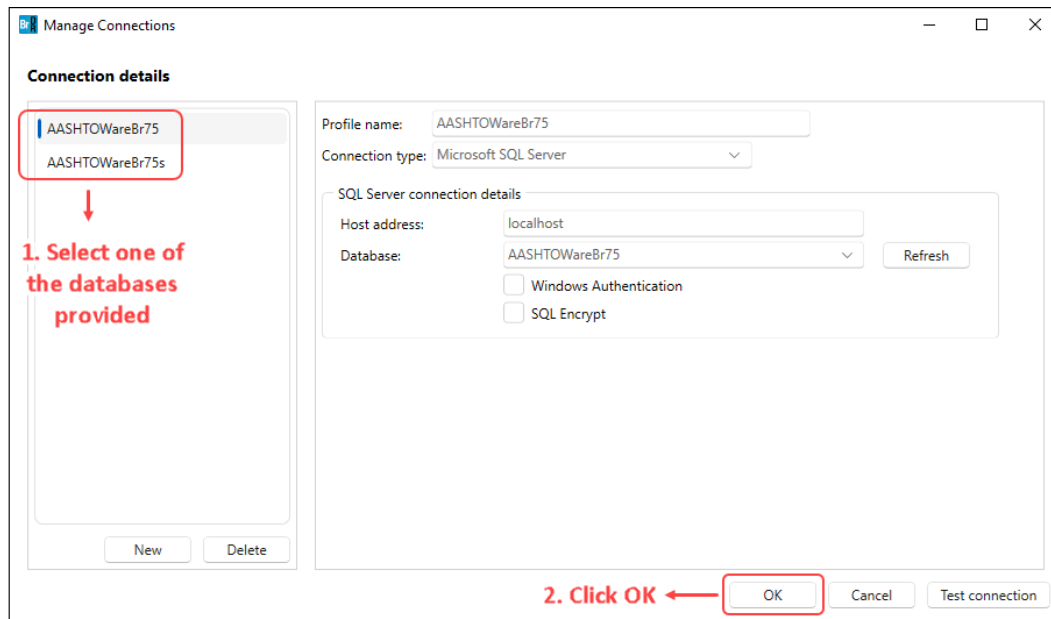 Br DR Manage Connections
Connection details
AASHTOWareBr75
AASHTOWareBr75s
1. Select one of
the databases
provided
New Delete
Profile name: AASHTOWareBr75
Connection type: Microsoft SQL Server
SQL Server connection details
Host address: localhost
Database: AASHTOWareBr75 Refresh
Windows Authentication
SQL Encrypt
2. Click OK OK Cancel Test connection